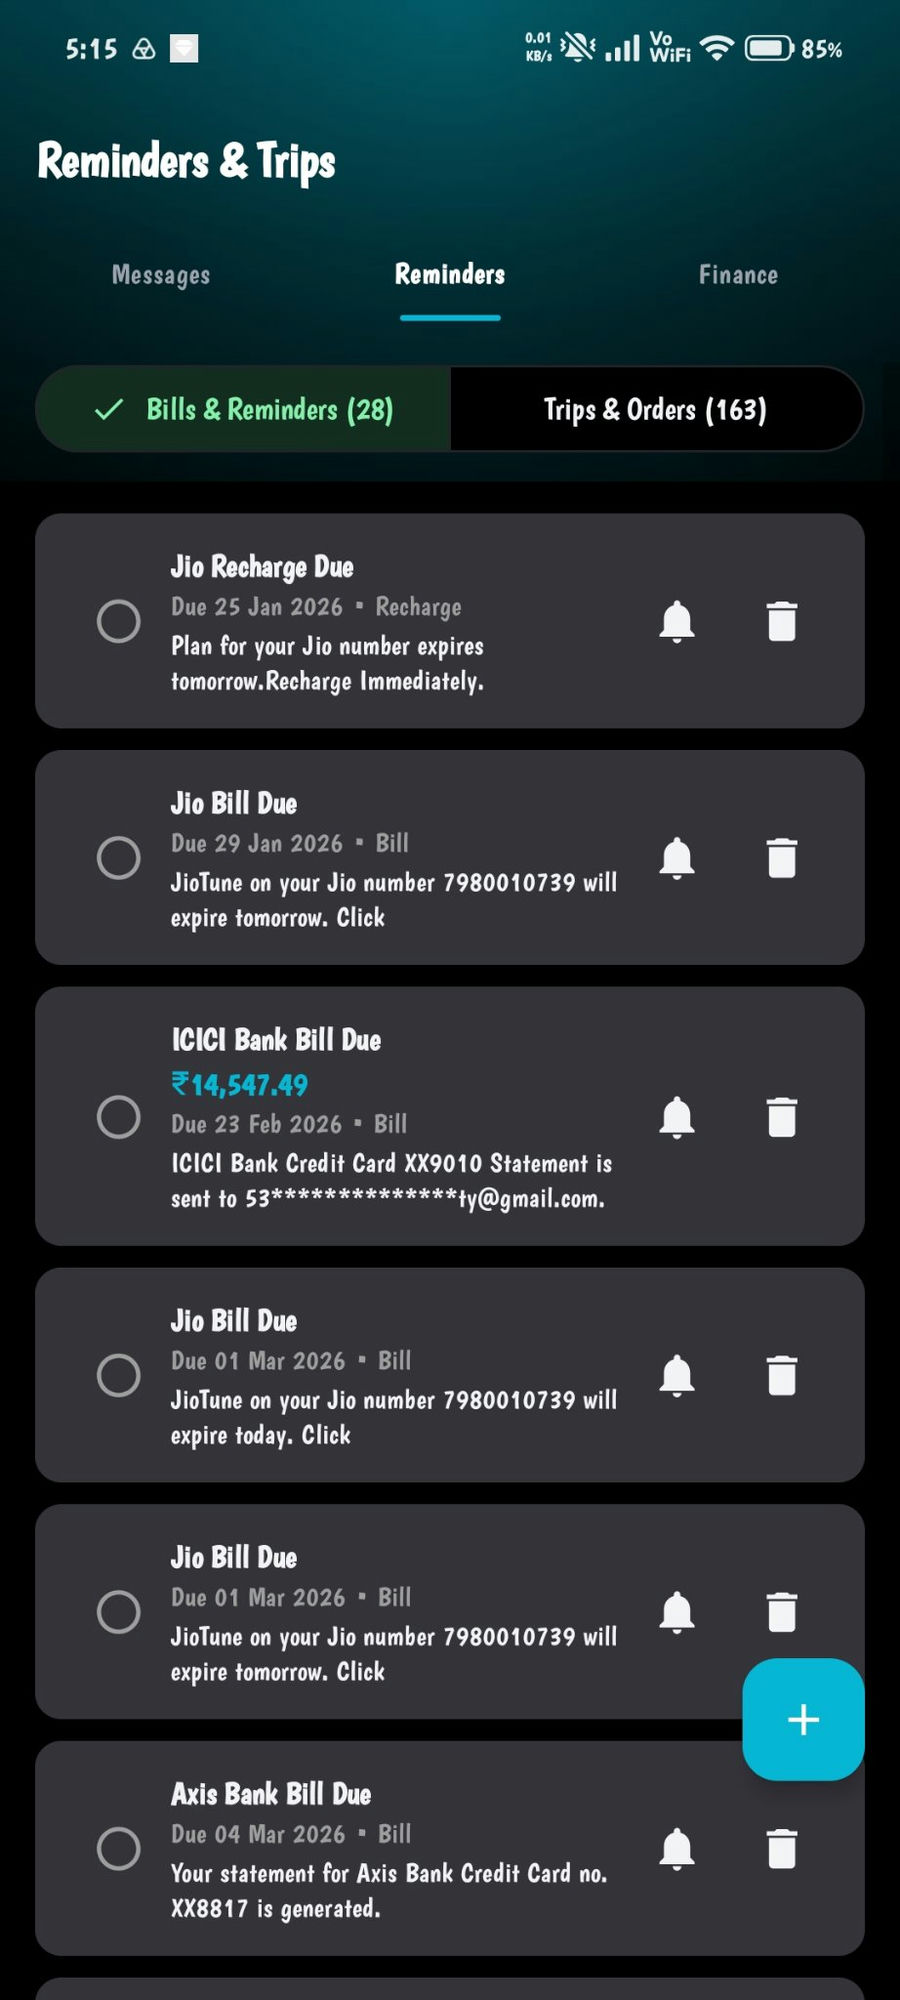 5:15
0.01 KB/s
Vo WiFi
85%
Reminders & Trips
Messages
Reminders
Finance
Bills & Reminders (28)
Trips & Orders (163)
Jio Recharge Due
Due 25 Jan 2026 • Recharge
Plan for your Jio number expires
tomorrow.Recharge Immediately.
Jio Bill Due
Due 29 Jan 2026 • Bill
JioTune on your Jio number 7980010739 will
expire tomorrow. Click
ICICI Bank Bill Due
₹14,547.49
Due 23 Feb 2026 • Bill
ICICI Bank Credit Card XX9010 Statement is
sent to 53**************ty@gmail.com.
Jio Bill Due
Due 01 Mar 2026 • Bill
JioTune on your Jio number 7980010739 will
expire today. Click
Jio Bill Due
Due 01 Mar 2026 • Bill
JioTune on your Jio number 7980010739 will
expire tomorrow. Click
Axis Bank Bill Due
Due 04 Mar 2026 • Bill
Your statement for Axis Bank Credit Card no.
XX8817 is generated.